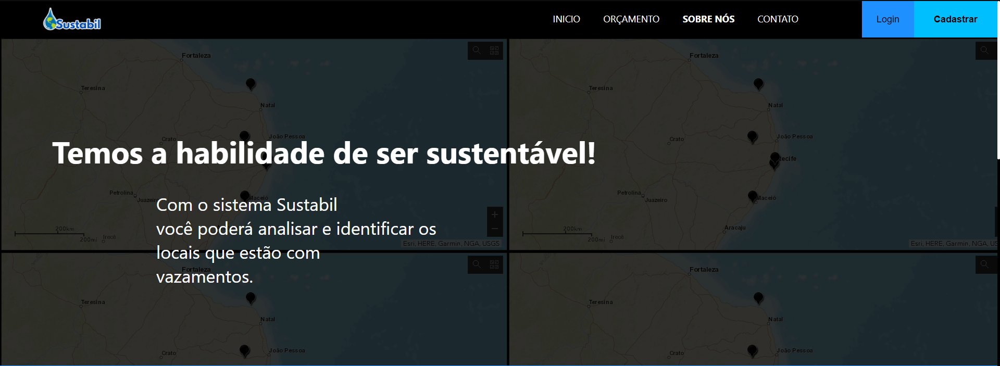 Sustabil
INICIO ORÇAMENTO SOBRE NÓS CONTATO
Login Cadastrar
Fortaleza
Teresina
Natal
Crato
João Pessoa
Temos a habilidade de ser sustentável!
Petrolina
Juazeiro
Maceió
Com o sistema Sustabil
você poderá analisar e identificar os
locais que estão com
vazamentos.
200km
200mi
Irecê
Esri, HERE, Garmin, NGA, USGS
Fortaleza
Teresina
Natal
Crato
João Pessoa
Recife
Petrolina
Juazeiro
Maceió
Aracaju
200km
200mi
Irecê
Esri, HERE, Garmin, NGA, US
Fortaleza
Teresina
Natal
Crato
João Pessoa
Fortaleza
Teresina
Natal
Crato
João Pessoa